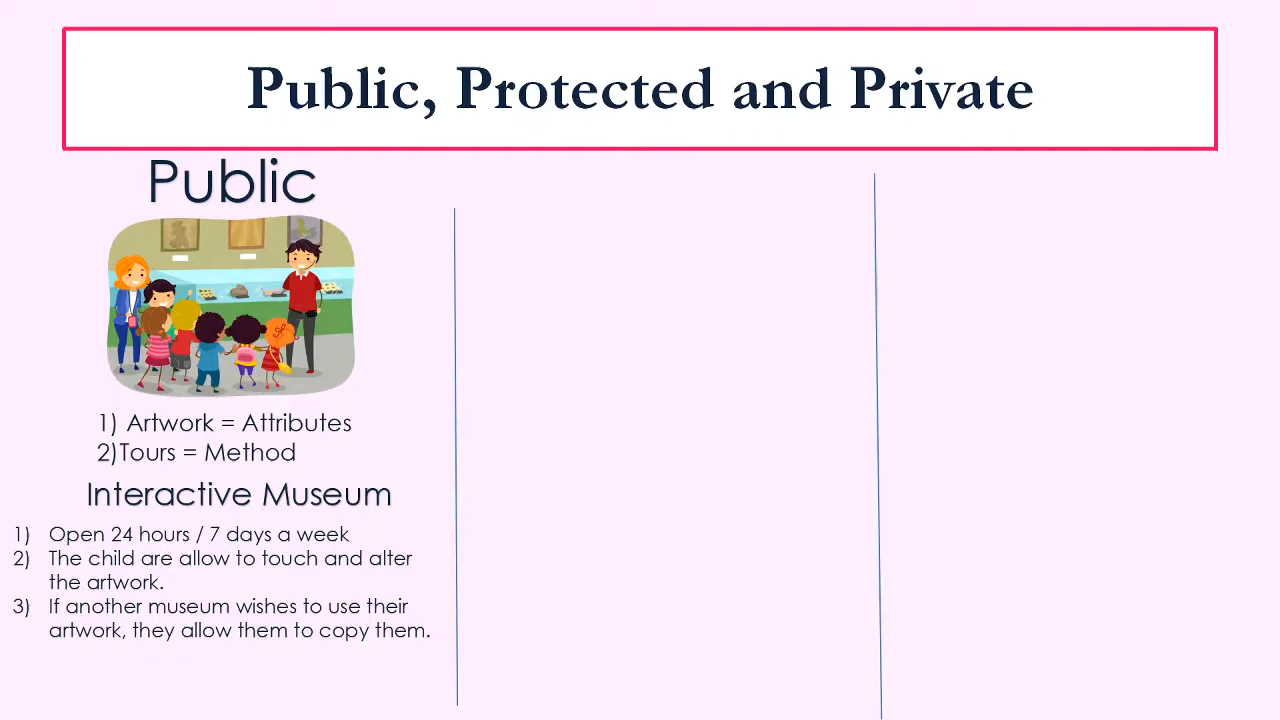 Public, Protected and Private
Public
1) Artwork = Attributes
2)Tours = Method
Interactive Museum
1) Open 24 hours / 7 days a week
2) The child are allow to touch and alter
the artwork.
3) If another museum wishes to use their
artwork, they allow them to copy them.